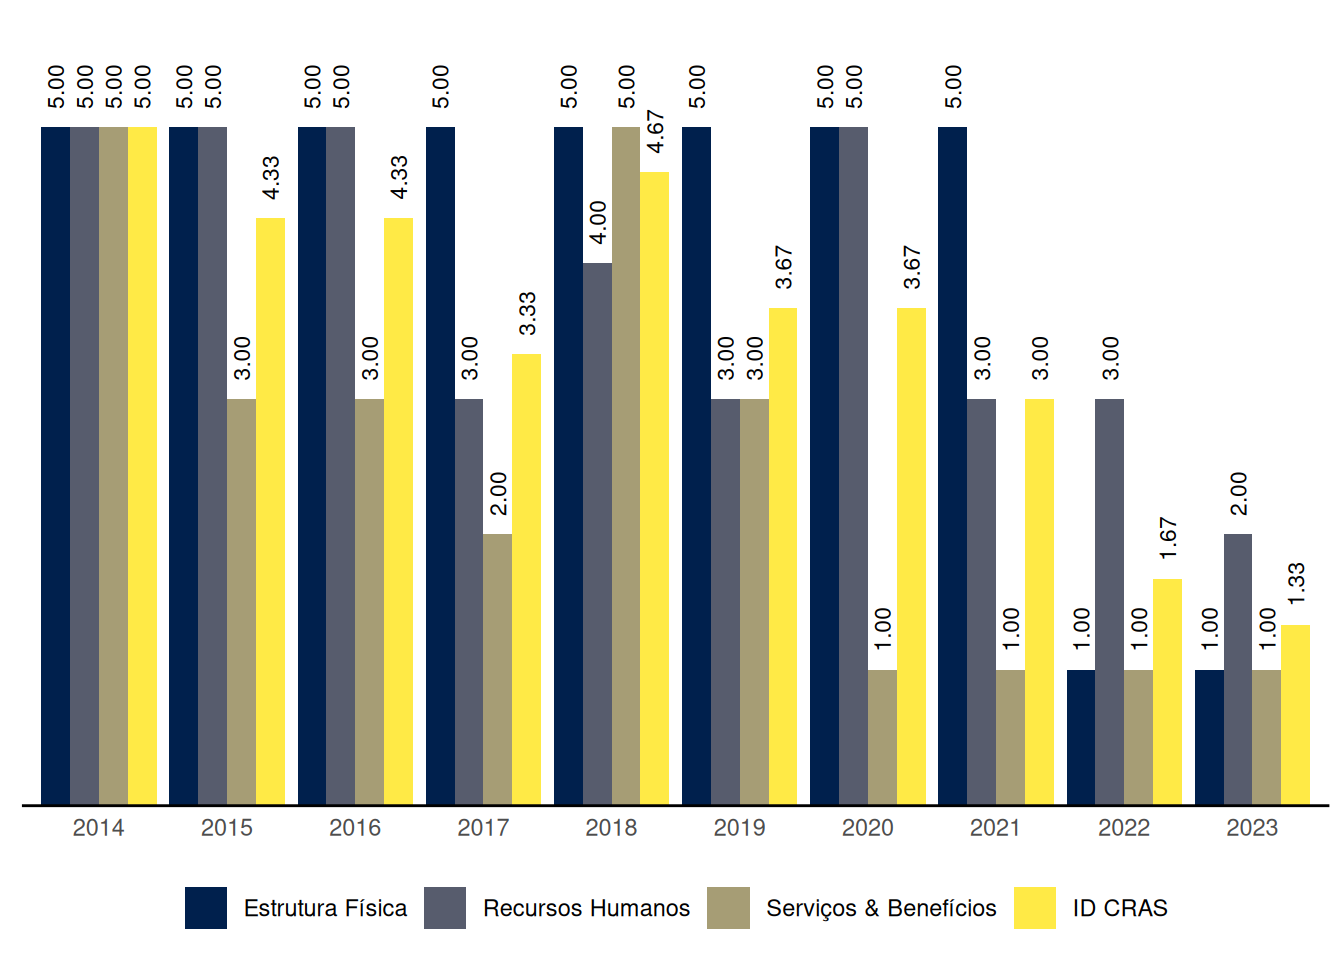 5.00 5.00 5.00 5.00 5.00 5.00 3.00 4.33 5.00 5.00 3.00 4.33 5.00 3.00 2.00 3.33 5.00 4.00 5.00 4.67 5.00 3.00 3.00 3.67 5.00 5.00 1.00 3.67 5.00 3.00 1.00 3.00 1.00 3.00 1.00 1.67 1.00 2.00 1.00 1.33
2014 2015 2016 2017 2018 2019 2020 2021 2022 2023
Estrutura Física Recursos Humanos Serviços & Benefícios ID CRAS